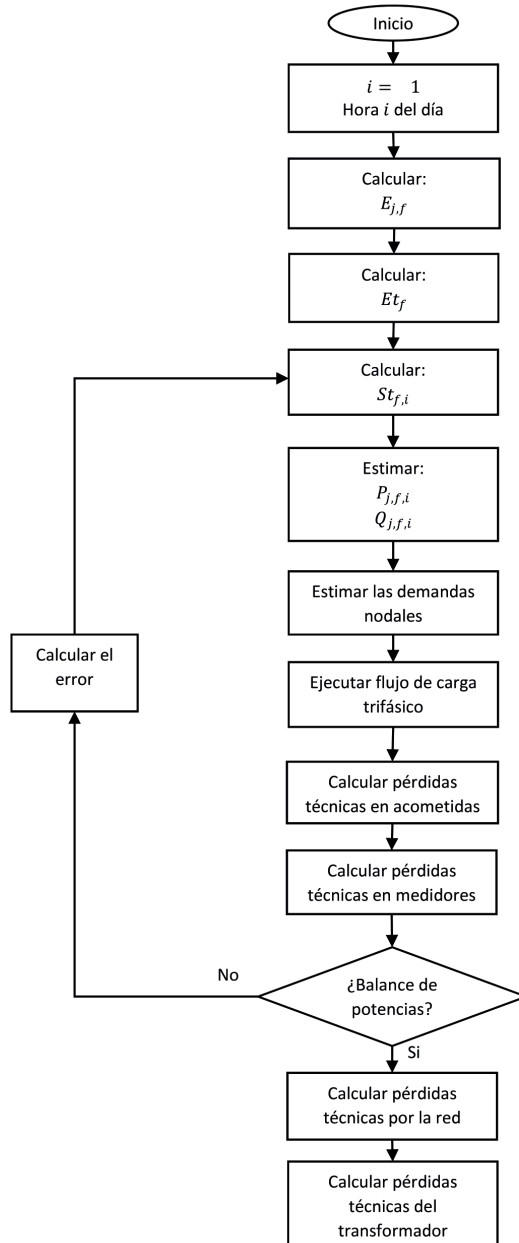 Inicio
i = 1
Hora i del día
Calcular:
E_{j,f}
Calcular:
Et_f
Calcular:
St_{f,i}
Estimar:
P_{j,f,i}
Q_{j,f,i}
Estimar las demandas
nodales
Calcular el
error
Ejecutar flujo de carga
trifásico
Calcular pérdidas
técnicas en acometidas
Calcular pérdidas
técnicas en medidores
No
¿Balance de
potencias?
Si
Calcular pérdidas
técnicas por la red
Calcular pérdidas
técnicas del
transformador